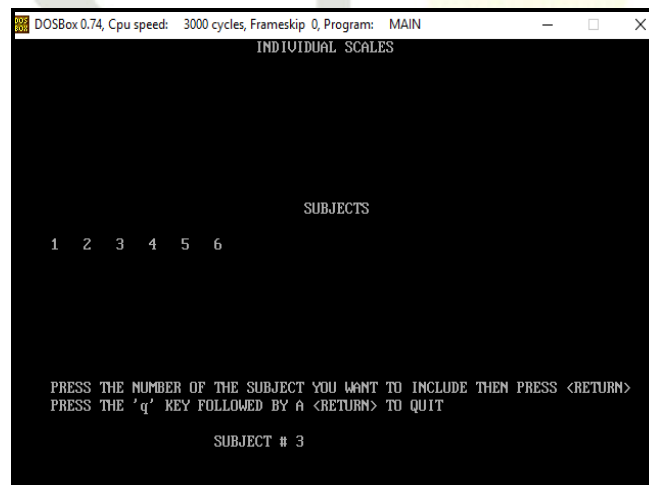 DOSBox 0.74, Cpu speed: 3000 cycles, Frameskip 0, Program: MAIN
INDIVIDUAL SCALES
SUBJECTS
1 2 3 4 5 6
PRESS THE NUMBER OF THE SUBJECT YOU WANT TO INCLUDE THEN PRESS <RETURN>
PRESS THE 'q' KEY FOLLOWED BY A <RETURN> TO QUIT
SUBJECT # 3